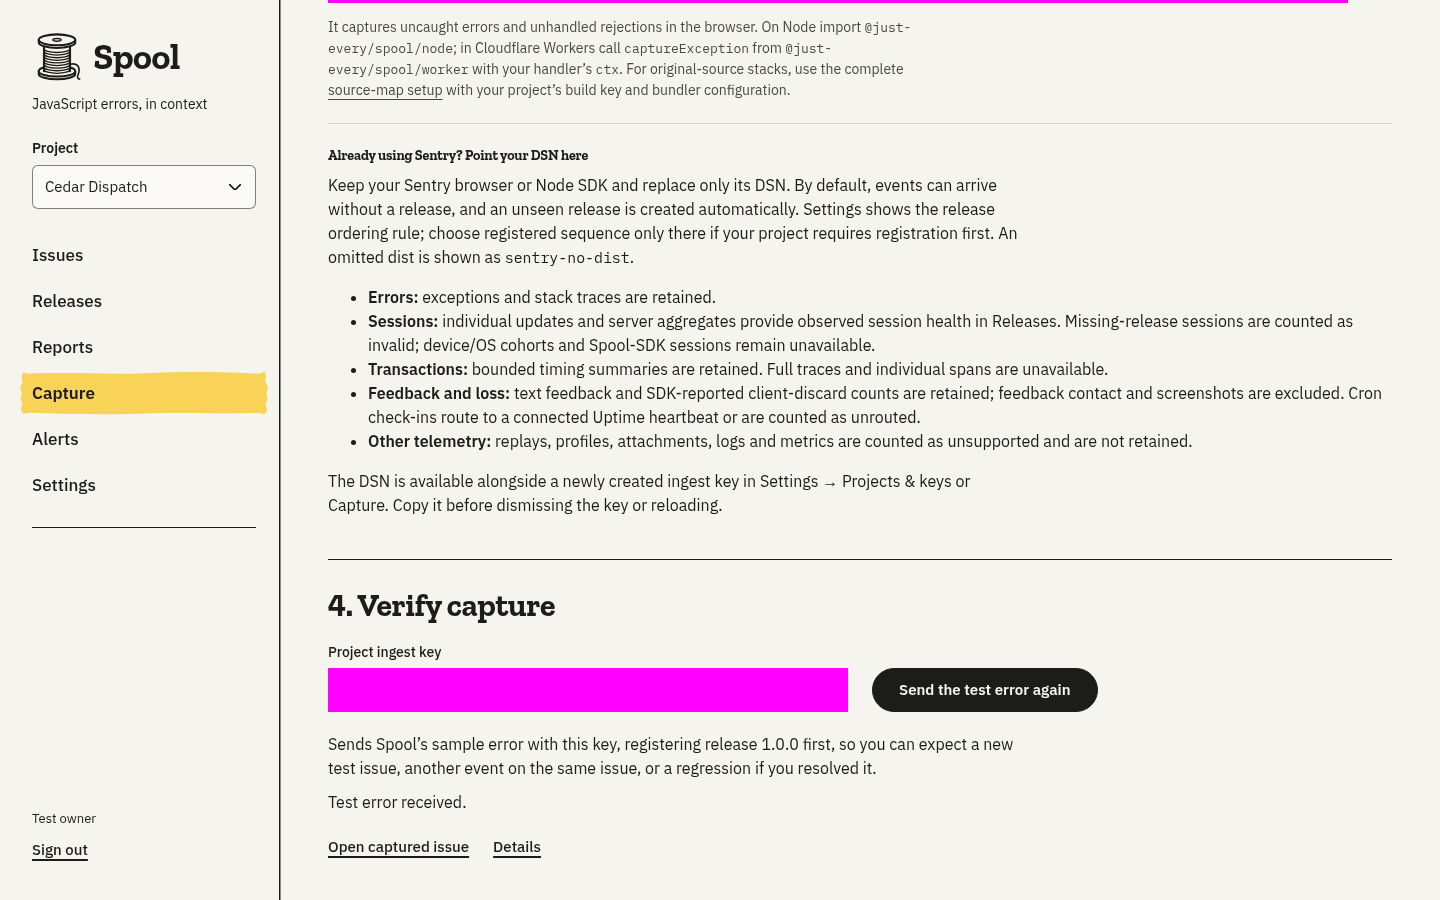 Spool
JavaScript errors, in context
Project
Cedar Dispatch
Issues
Releases
Reports
Capture
Alerts
Settings
Test owner
Sign out
It captures uncaught errors and unhandled rejections in the browser. On Node import @just-
every/spool/node; in Cloudflare Workers call captureException from @just-
every/spool/worker with your handler’s ctx. For original-source stacks, use the complete
source-map setup with your project’s build key and bundler configuration.
Already using Sentry? Point your DSN here
Keep your Sentry browser or Node SDK and replace only its DSN. By default, events can arrive
without a release, and an unseen release is created automatically. Settings shows the release
ordering rule; choose registered sequence only there if your project requires registration first. An
omitted dist is shown as sentry-no-dist.
• Errors: exceptions and stack traces are retained.
• Sessions: individual updates and server aggregates provide observed session health in Releases. Missing-release sessions are counted as
invalid; device/OS cohorts and Spool-SDK sessions remain unavailable.
• Transactions: bounded timing summaries are retained. Full traces and individual spans are unavailable.
• Feedback and loss: text feedback and SDK-reported client-discard counts are retained; feedback contact and screenshots are excluded. Cron
check-ins route to a connected Uptime heartbeat or are counted as unrouted.
• Other telemetry: replays, profiles, attachments, logs and metrics are counted as unsupported and are not retained.
The DSN is available alongside a newly created ingest key in Settings → Projects & keys or
Capture. Copy it before dismissing the key or reloading.
4. Verify capture
Project ingest key
Send the test error again
Sends Spool’s sample error with this key, registering release 1.0.0 first, so you can expect a new
test issue, another event on the same issue, or a regression if you resolved it.
Test error received.
Open captured issue Details